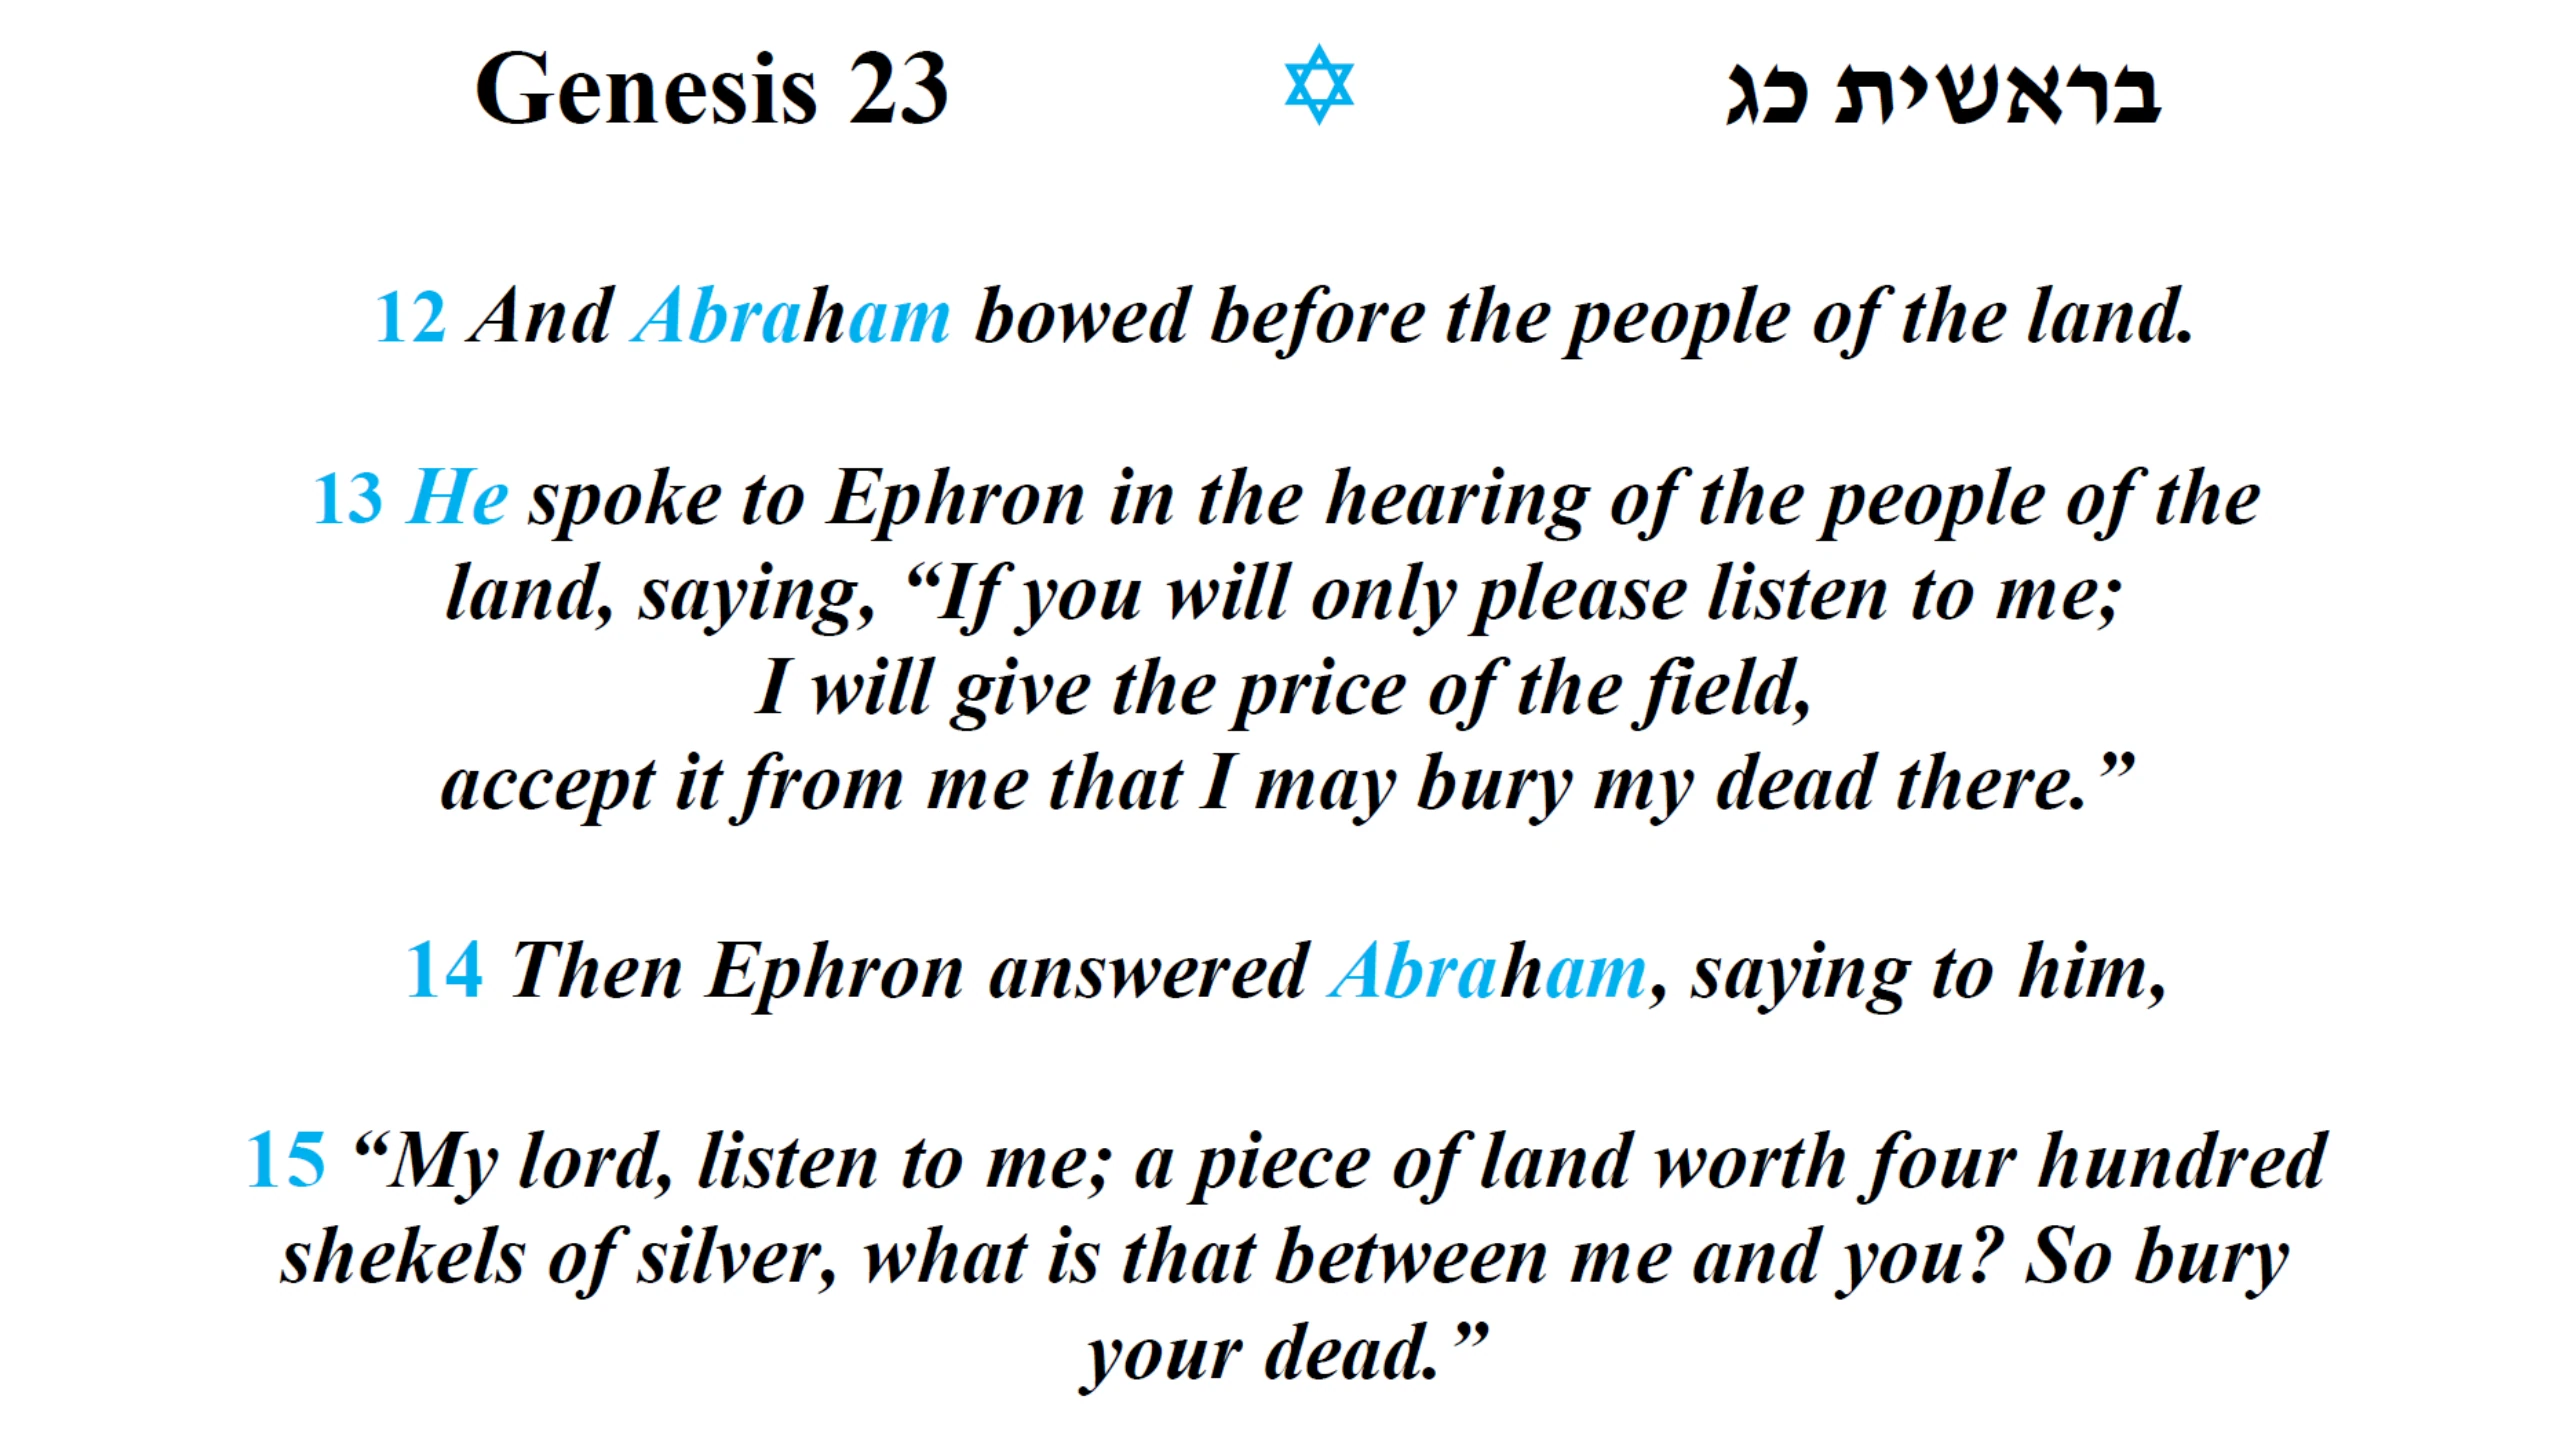 Genesis 23 ✡ בראשית כג
12 And Abraham bowed before the people of the land.
13 He spoke to Ephron in the hearing of the people of the
land, saying, “If you will only please listen to me;
I will give the price of the field,
accept it from me that I may bury my dead there.”
14 Then Ephron answered Abraham, saying to him,
15 “My lord, listen to me; a piece of land worth four hundred
shekels of silver, what is that between me and you? So bury
your dead.”